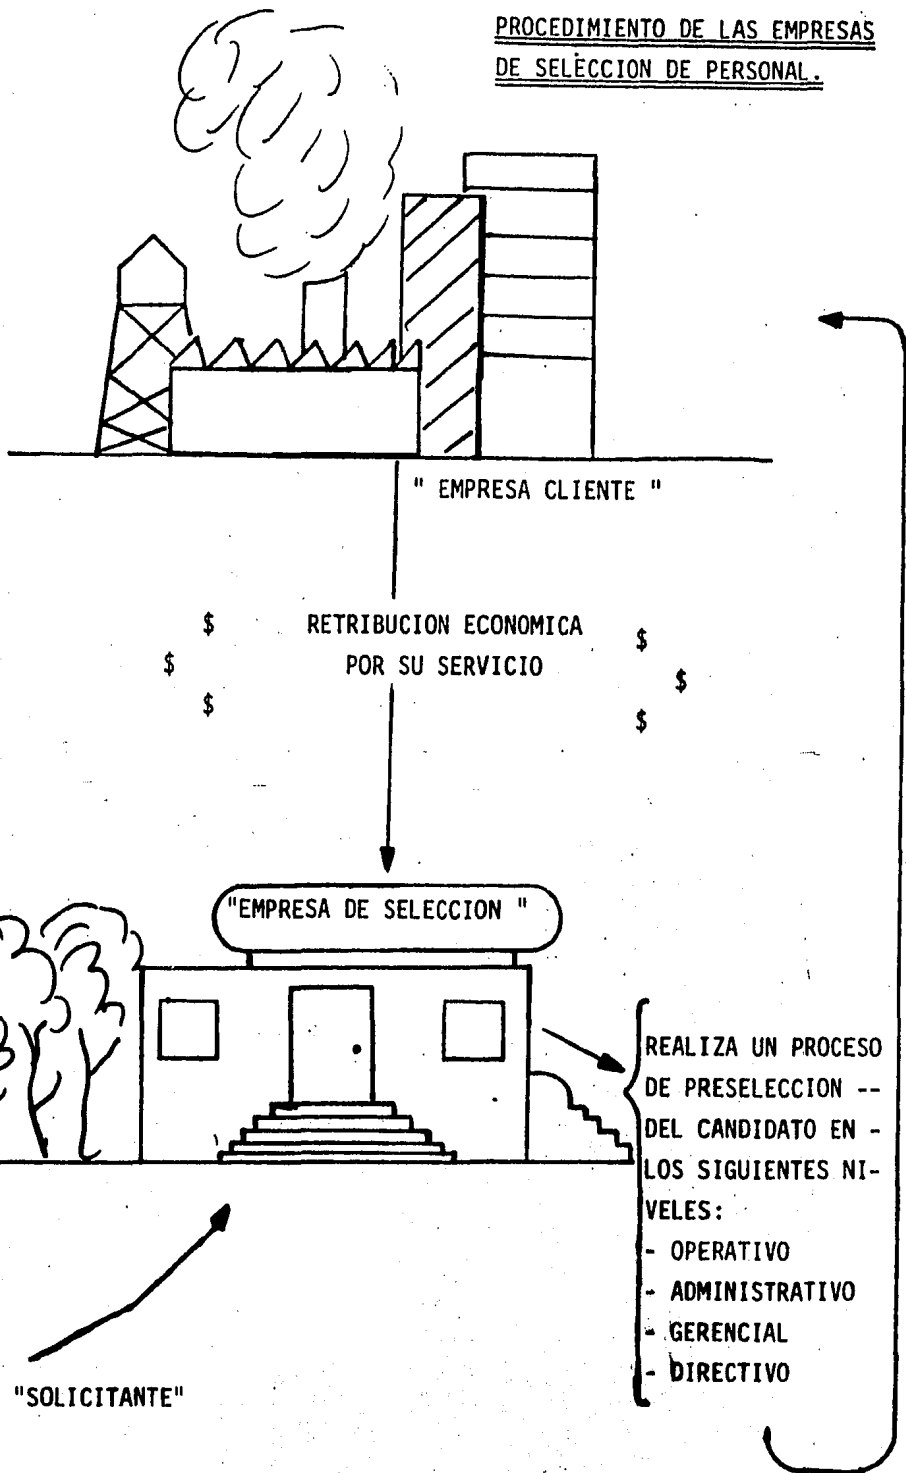 PROCEDIMIENTO DE LAS EMPRESAS
DE SELECCION DE PERSONAL.
" EMPRESA CLIENTE "
RETRIBUCION ECONOMICA
POR SU SERVICIO
$
$
$
$
$
$
"EMPRESA DE SELECCION "
REALIZA UN PROCESO
DE PRESELECCION --
DEL CANDIDATO EN -
LOS SIGUIENTES NI-
VELES:
- OPERATIVO
- ADMINISTRATIVO
- GERENCIAL
- DIRECTIVO
"SOLICITANTE"